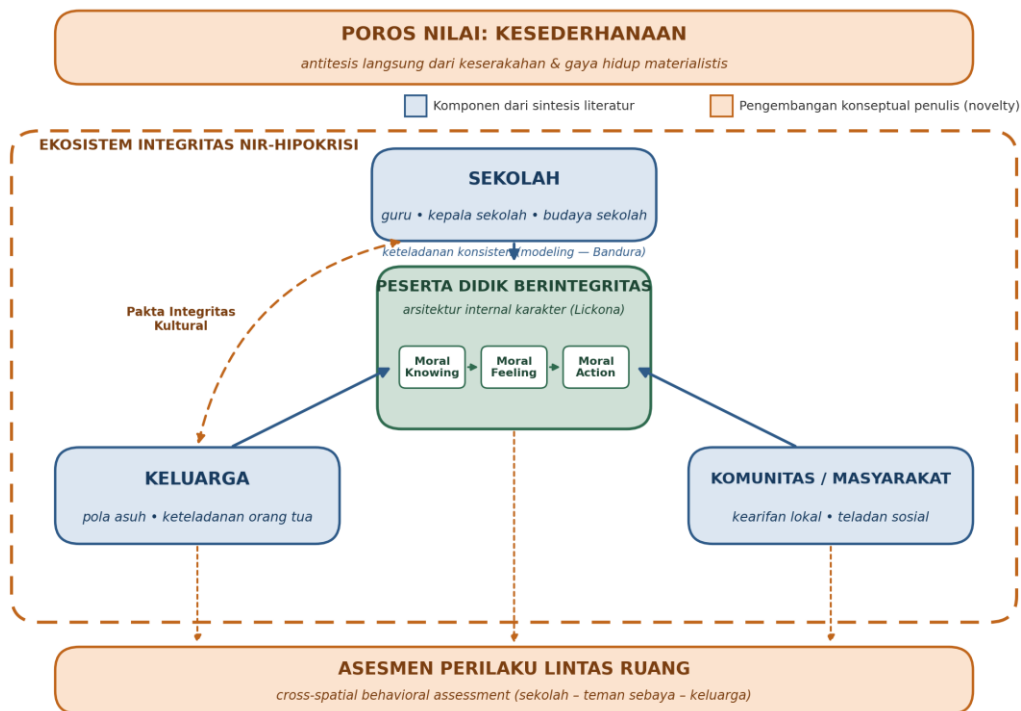 POROS NILAI: KESEDERHANAAN
antitesis langsung dari keserakahan & gaya hidup materialistis
Komponen dari sintesis literatur
Pengembangan konseptual penulis (novelty)
EKOSISTEM INTEGRITAS NIR-HIPOKRISI
SEKOLAH
guru • kepala sekolah • budaya sekolah
keteladanan konsisten (modeling — Bandura)
PESERTA DIDIK BERINTEGRITAS
arsitektur internal karakter (Lickona)
Pakta Integritas
Kultural
Moral
Knowing
Moral
Feeling
Moral
Action
KELUARGA
pola asuh • keteladanan orang tua
KOMUNITAS / MASYARAKAT
kearifan lokal • teladan sosial
ASESMEN PERILAKU LINTAS RUANG
cross-spatial behavioral assessment (sekolah – teman sebaya – keluarga)